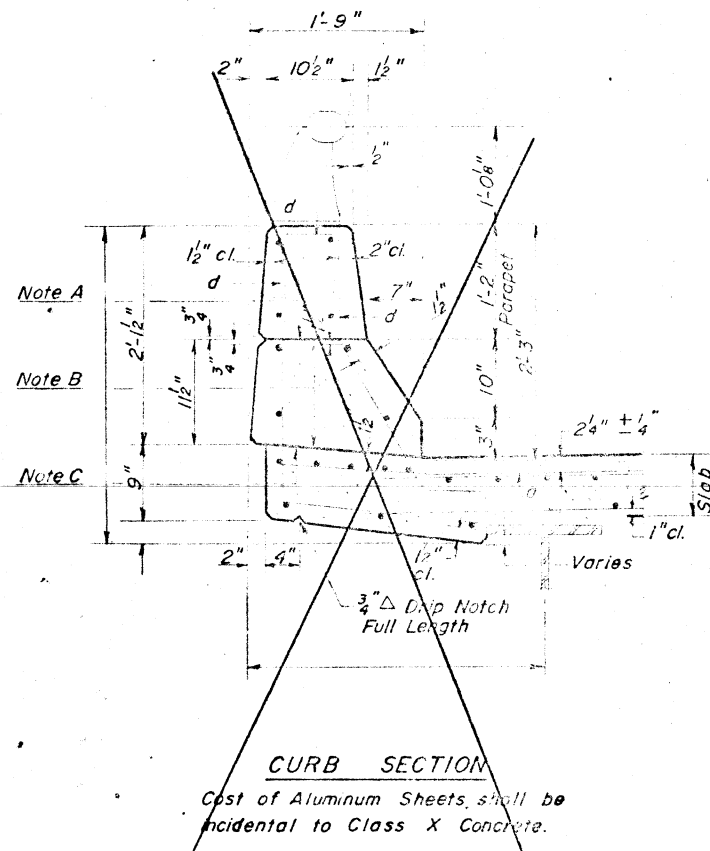 1'-9"
2" 10½" 1½"
½"
1'-0⅛"
d
1½" cl. 2" cl.
d
Note A
2'-1½"
¾"
7" 1½"
d
1'-2"
Parapet
2'-3"
¾"
Note B
11½"
10"
3"
2¼" ± ¼"
Note C
9"
Slab
1" cl.
2" 4"
1½" cl.
Varies
¾" △ Drip Notch
Full Length
CURB SECTION
Cost of Aluminum Sheets, shall be
incidental to Class X Concrete.